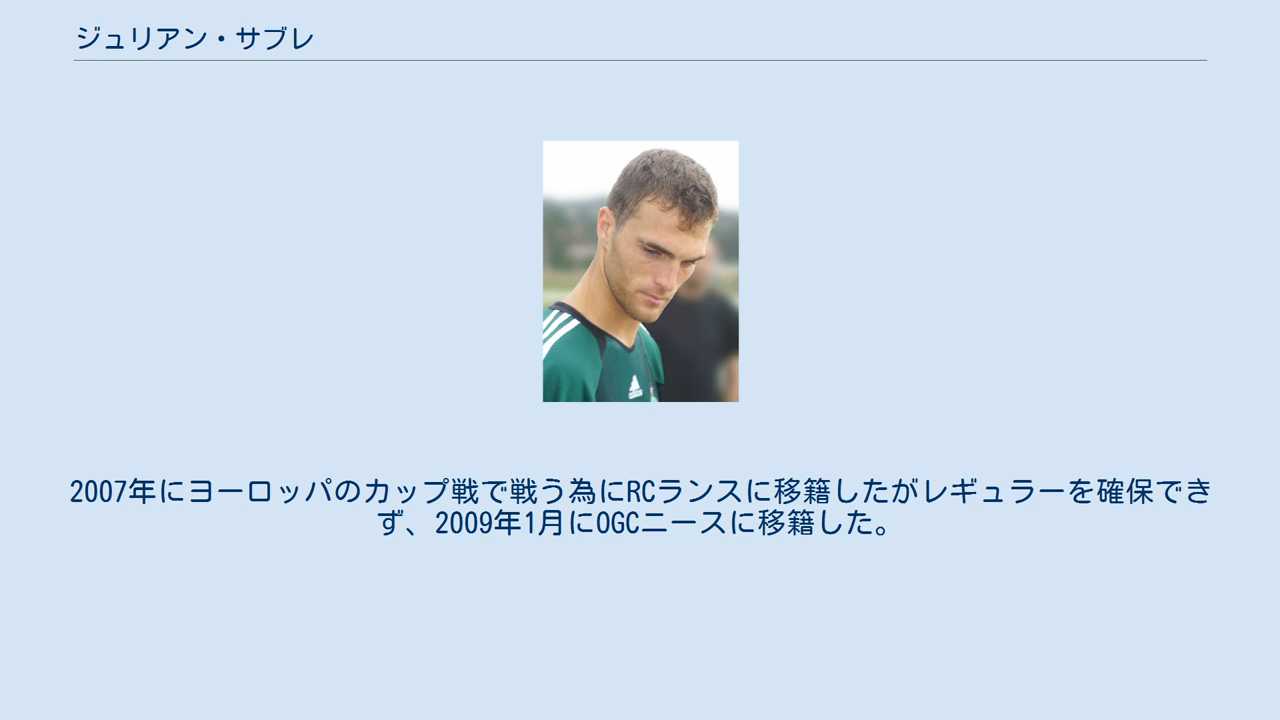 ジュリアン・サブレ
2007年にヨーロッパのカップ戦で戦う為にRCランスに移籍したがレギュラーを確保でき
ず、2009年1月にOGCニースに移籍した。